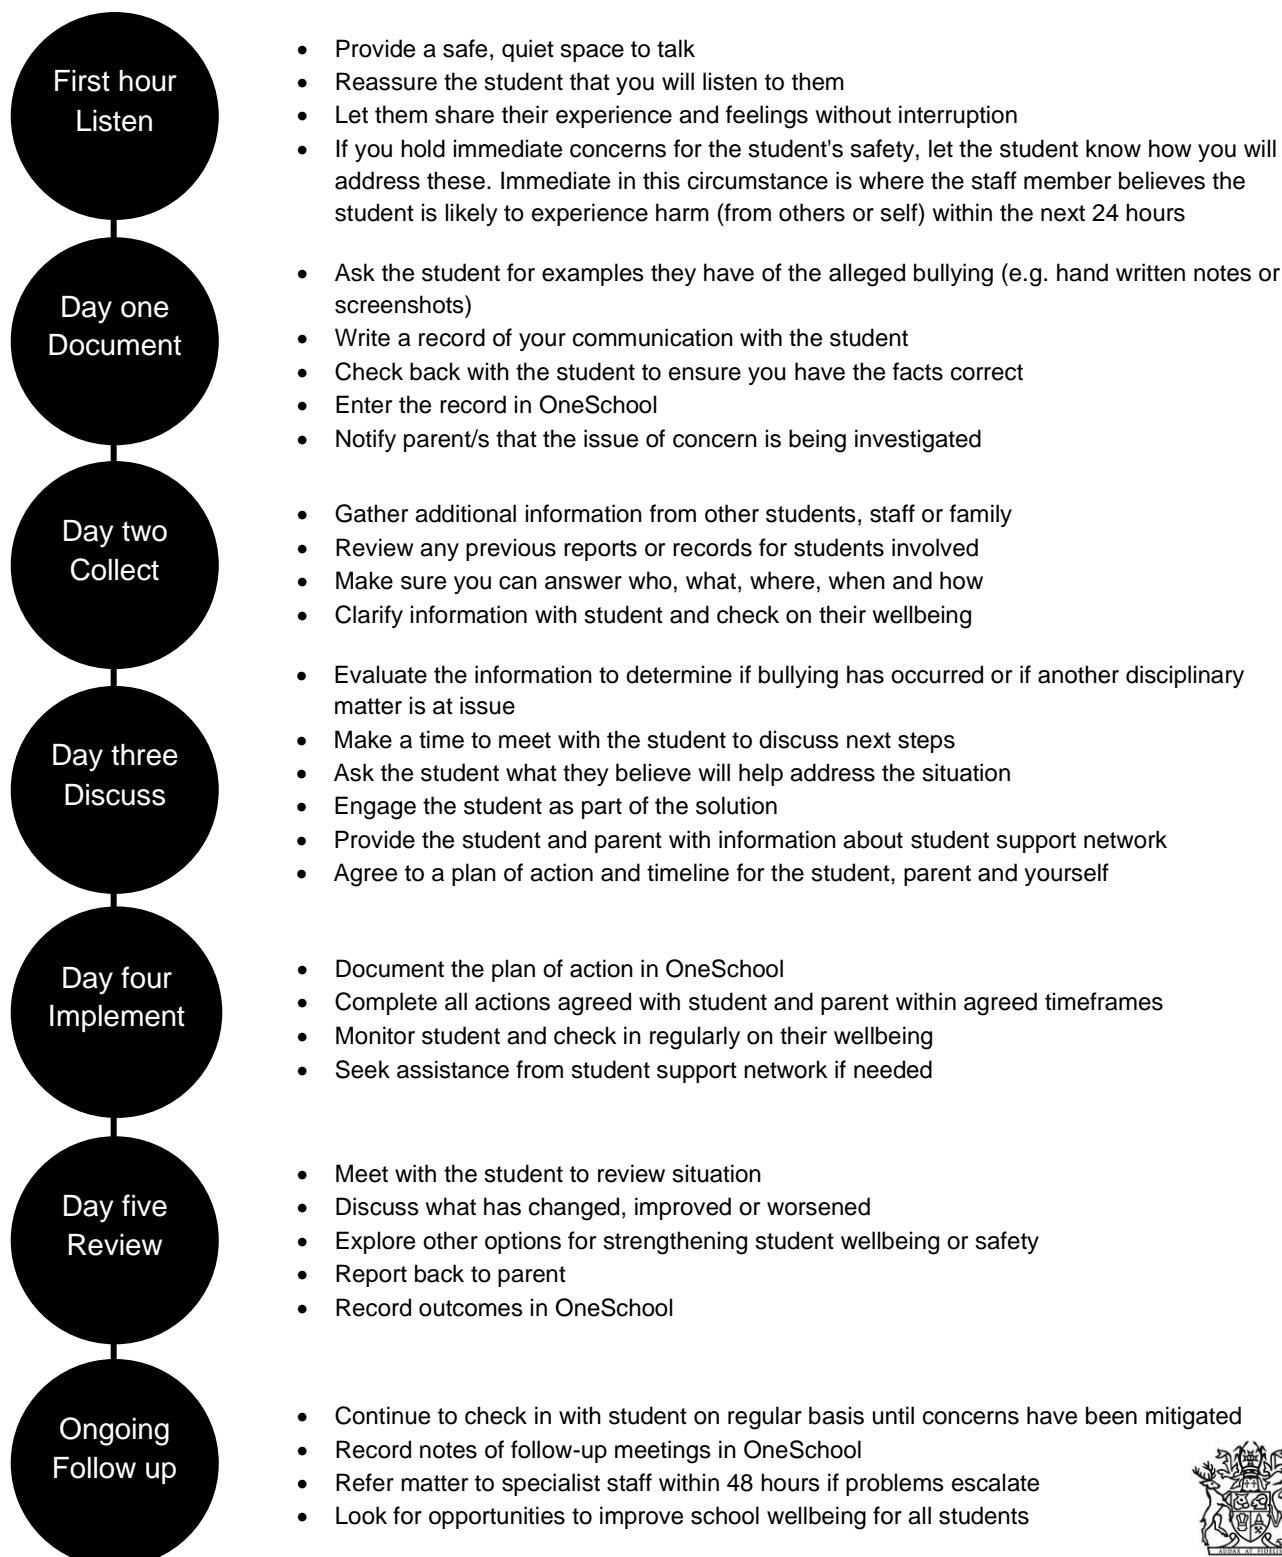 First hour
Listen
• Provide a safe, quiet space to talk
• Reassure the student that you will listen to them
• Let them share their experience and feelings without interruption
• If you hold immediate concerns for the student's safety, let the student know how you will
address these. Immediate in this circumstance is where the staff member believes the
student is likely to experience harm (from others or self) within the next 24 hours
Day one
Document
• Ask the student for examples they have of the alleged bullying (e.g. hand written notes or
screenshots)
• Write a record of your communication with the student
• Check back with the student to ensure you have the facts correct
• Enter the record in OneSchool
• Notify parent/s that the issue of concern is being investigated
Day two
Collect
• Gather additional information from other students, staff or family
• Review any previous reports or records for students involved
• Make sure you can answer who, what, where, when and how
• Clarify information with student and check on their wellbeing
Day three
Discuss
• Evaluate the information to determine if bullying has occurred or if another disciplinary
matter is at issue
• Make a time to meet with the student to discuss next steps
• Ask the student what they believe will help address the situation
• Engage the student as part of the solution
• Provide the student and parent with information about student support network
• Agree to a plan of action and timeline for the student, parent and yourself
Day four
Implement
• Document the plan of action in OneSchool
• Complete all actions agreed with student and parent within agreed timeframes
• Monitor student and check in regularly on their wellbeing
• Seek assistance from student support network if needed
Day five
Review
• Meet with the student to review situation
• Discuss what has changed, improved or worsened
• Explore other options for strengthening student wellbeing or safety
• Report back to parent
• Record outcomes in OneSchool
Ongoing
Follow up
• Continue to check in with student on regular basis until concerns have been mitigated
• Record notes of follow-up meetings in OneSchool
• Refer matter to specialist staff within 48 hours if problems escalate
• Look for opportunities to improve school wellbeing for all students